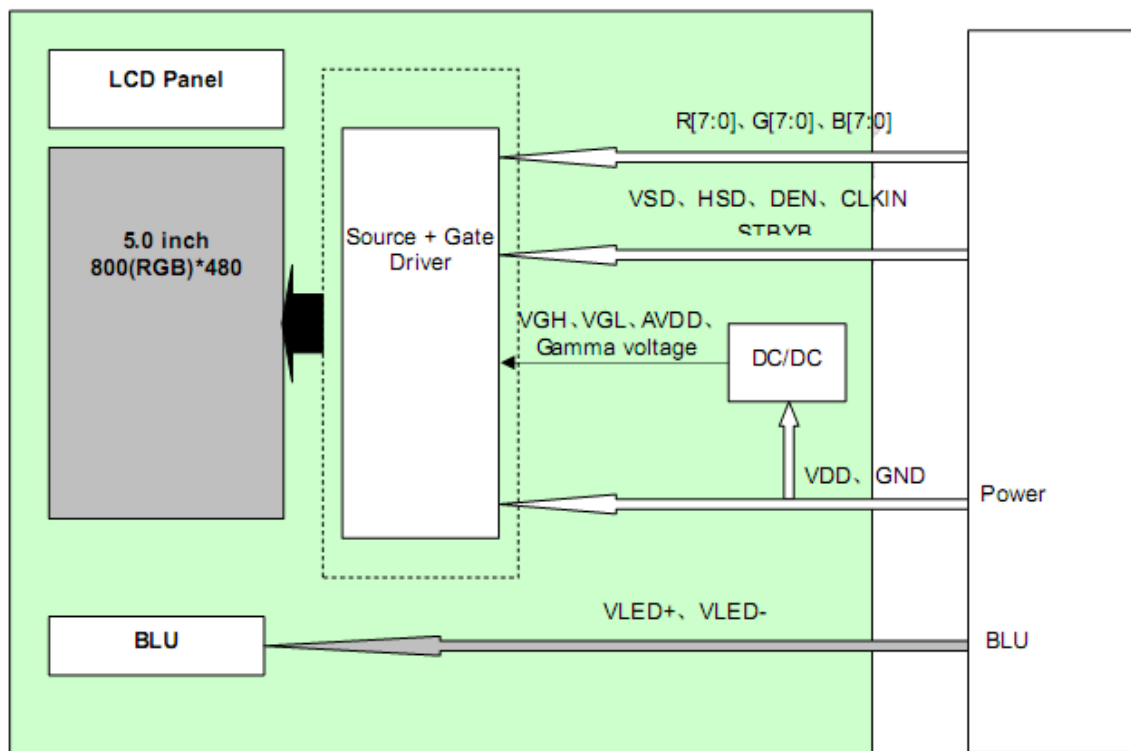 LCD Panel
R[7:0]、G[7:0]、B[7:0]
VSD、HSD、DEN、CLKIN
STBYB
5.0 inch
800(RGB)*480
Source + Gate
Driver
VGH、VGL、AVDD、
Gamma voltage
DC/DC
VDD、GND
Power
VLED+、VLED-
BLU
BLU